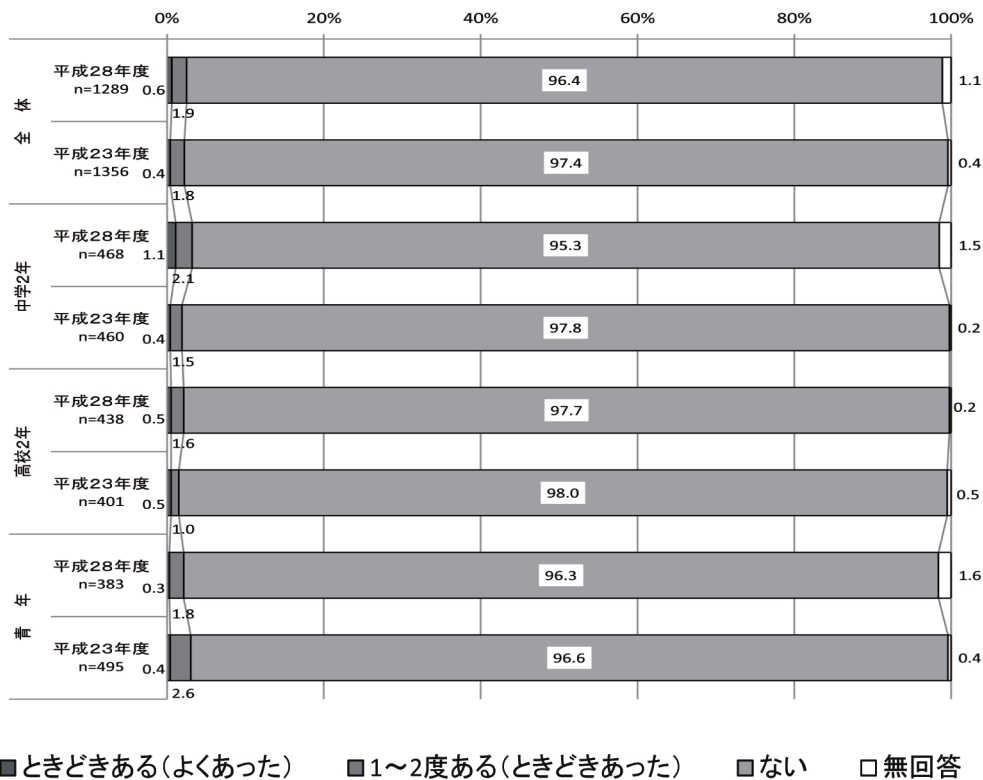 0% 20% 40% 60% 80% 100%
全 体
平成28年度
n=1289 0.6 96.4 1.1
1.9
平成23年度
n=1356 0.4 97.4 0.4
1.8
中学2年
平成28年度
n=468 1.1 95.3 1.5
2.1
平成23年度
n=460 0.4 97.8 0.2
1.5
高校2年
平成28年度
n=438 0.5 97.7 0.2
1.6
平成23年度
n=401 0.5 98.0 0.5
1.0
青 年
平成28年度
n=383 0.3 96.3 1.6
1.8
平成23年度
n=495 0.4 96.6 0.4
2.6
ときどきある(よくあった) 1～2度ある(ときどきあった) ない 無回答